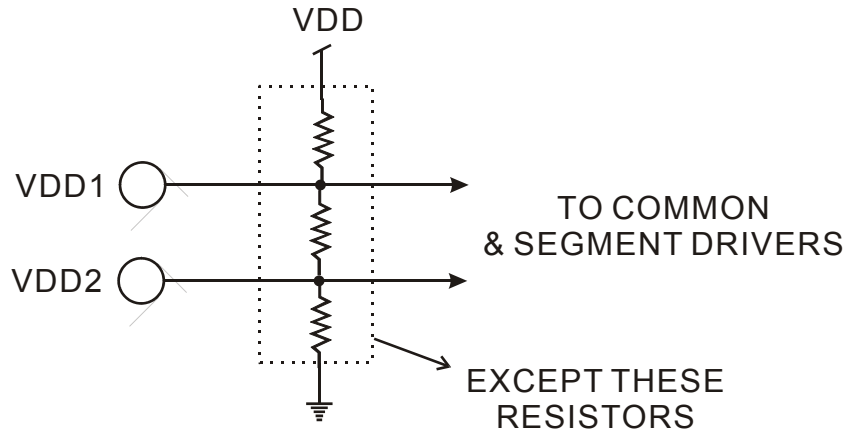 VDD
VDD1
TO COMMON
& SEGMENT DRIVERS
VDD2
EXCEPT THESE
RESISTORS